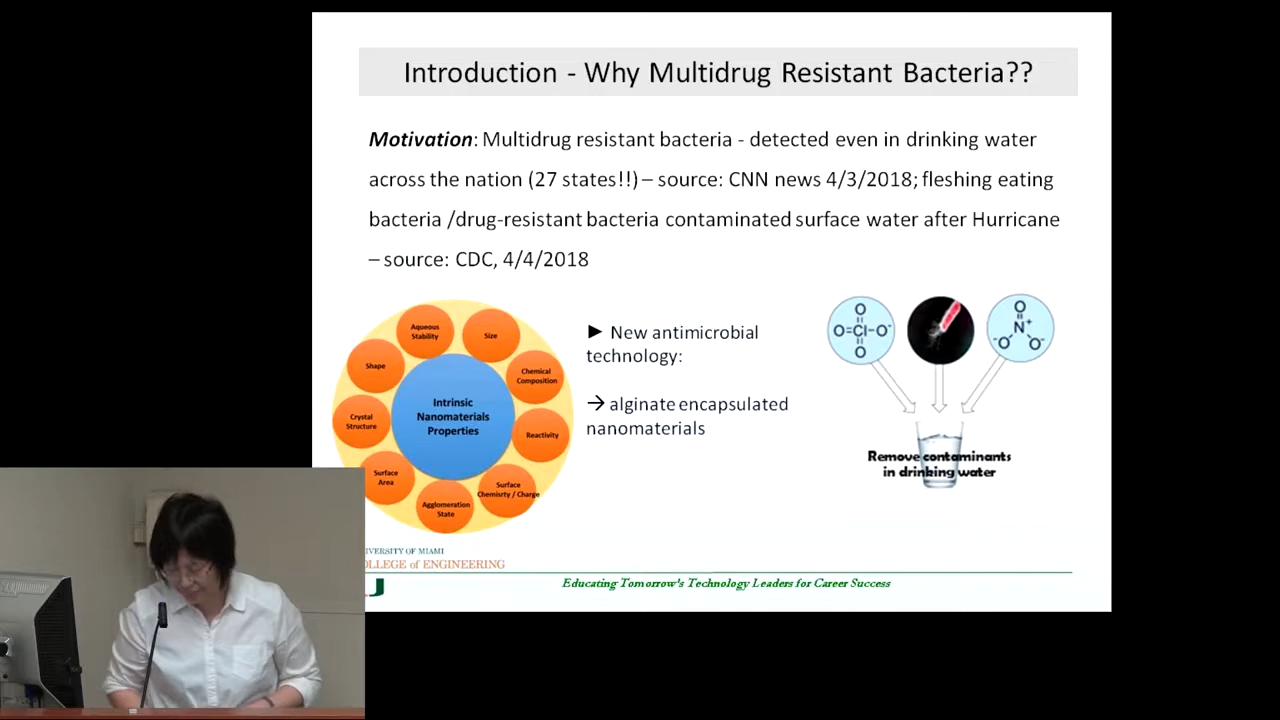 Introduction - Why Multidrug Resistant Bacteria??
Motivation: Multidrug resistant bacteria - detected even in drinking water
across the nation (27 states!!) – source: CNN news 4/3/2018; fleshing eating
bacteria /drug-resistant bacteria contaminated surface water after Hurricane
– source: CDC, 4/4/2018
Aqueous
Stability
Size
Shape
Chemical
Composition
Intrinsic
Nanomaterials
Properties
Crystal
Structure
Reactivity
Surface
Area
Surface
Chemisrty / Charge
Agglomeration
State
► New antimicrobial
technology:
→ alginate encapsulated
nanomaterials
O
O=Cl-O-
O
O
N+
-O O-
Remove contaminants
in drinking water
IVERSITY OF MIAMI
OLLEGE of ENGINEERING
Educating Tomorrow's Technology Leaders for Career Success